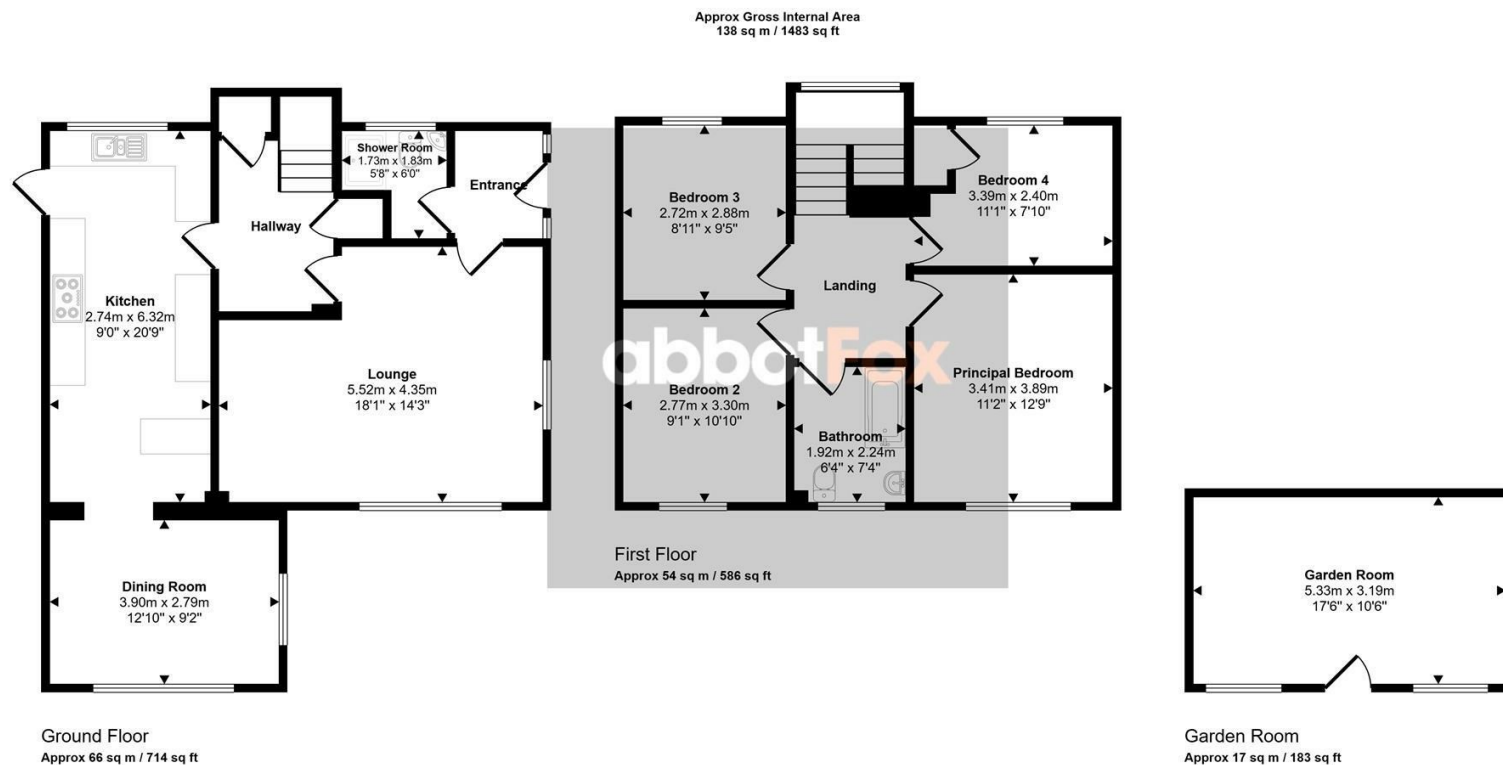 Approx Gross Internal Area
138 sq m / 1483 sq ft
Shower Room
1.73m x 1.83m
5'8" x 6'0"
Entrance
Hallway
Kitchen
2.74m x 6.32m
9'0" x 20'9"
Lounge
5.52m x 4.35m
18'1" x 14'3"
Dining Room
3.90m x 2.79m
12'10" x 9'2"
Ground Floor
Approx 66 sq m / 714 sq ft
Bedroom 3
2.72m x 2.88m
8'11" x 9'5"
Bedroom 4
3.39m x 2.40m
11'1" x 7'10"
Landing
abbotFox
Bedroom 2
2.77m x 3.30m
9'1" x 10'10"
Principal Bedroom
3.41m x 3.89m
11'2" x 12'9"
Bathroom
1.92m x 2.24m
6'4" x 7'4"
First Floor
Approx 54 sq m / 586 sq ft
Garden Room
5.33m x 3.19m
17'6" x 10'6"
Garden Room
Approx 17 sq m / 183 sq ft